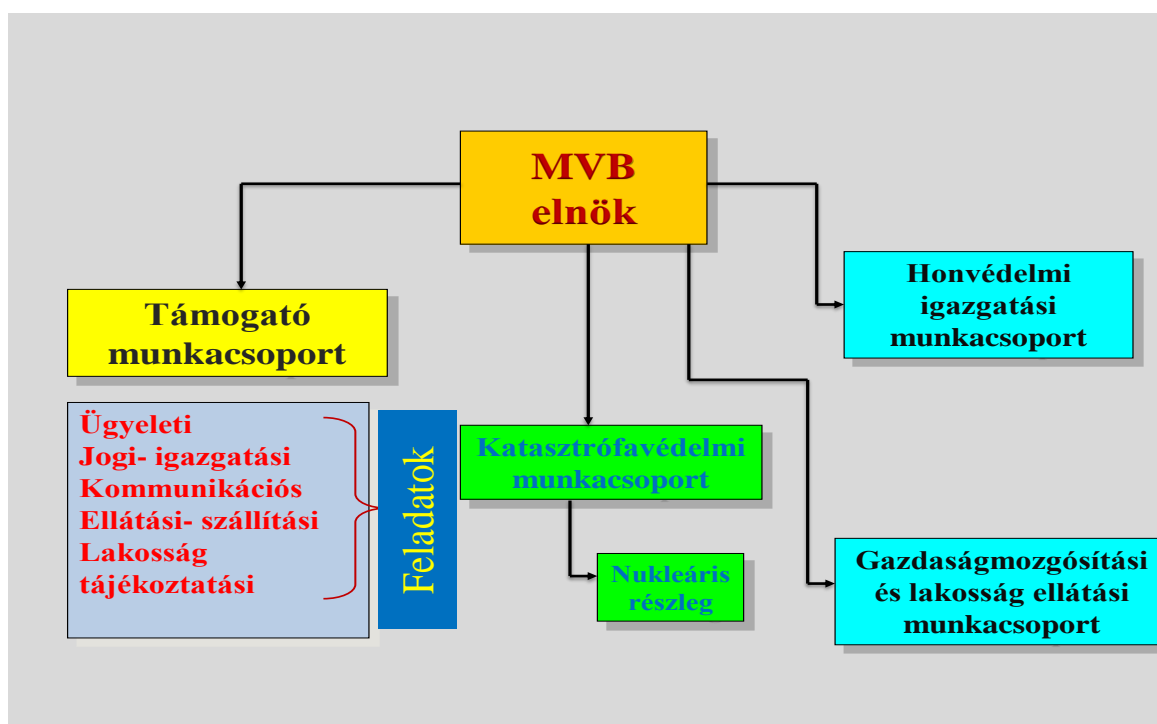 MVB
elnök
Támogató
munkacsoport
Honvédelmi
igazgatási
munkacsoport
Ügyeleti
Jogi- igazgatási
Kommunikációs
Ellátási- szállítási
Lakosság
tájékoztatási
Feladatok
Katasztrófavédelmi
munkacsoport
Nukleáris
részleg
Gazdaságmozgósítási
és lakosság ellátási
munkacsoport